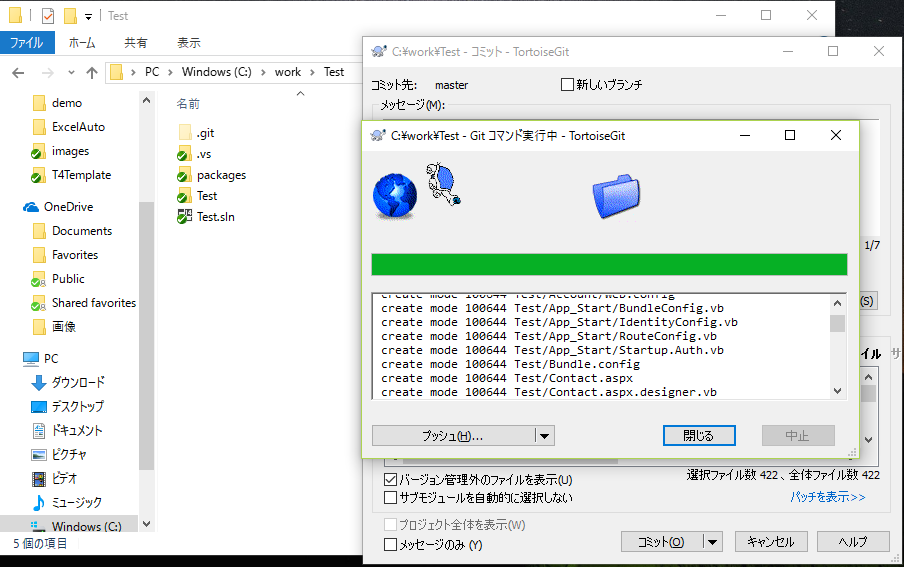 Test
ファイル ホーム 共有 表示
PC Windows (C:) work Test
demo
ExcelAuto
images
T4Template
OneDrive
Documents
Favorites
Public
Shared favorites
画像
PC
ダウンロード
デスクトップ
ドキュメント
ピクチャ
ビデオ
ミュージック
Windows (C:)
5 個の項目
名前
.git
.vs
packages
Test
Test.sln
C:¥work¥Test - コミット - TortoiseGit
コミット先: master 新しいブランチ
メッセージ(M):
1/7
(S)
イル サ
C:¥work¥Test - Git コマンド実行中 - TortoiseGit
create mode 100644 Test/Account/Web.config
create mode 100644 Test/App_Start/BundleConfig.vb
create mode 100644 Test/App_Start/IdentityConfig.vb
create mode 100644 Test/App_Start/RouteConfig.vb
create mode 100644 Test/App_Start/Startup.Auth.vb
create mode 100644 Test/Bundle.config
create mode 100644 Test/Contact.aspx
create mode 100644 Test/Contact.aspx.designer.vb
プッシュ(H)... 閉じる 中止
バージョン管理外のファイルを表示(U) 選択ファイル数 422 、全体ファイル数 422
サブモジュールを自動的に選択しない パッチを表示>>
プロジェクト全体を表示(W)
メッセージのみ (Y) コミット(O) キャンセル ヘルプ